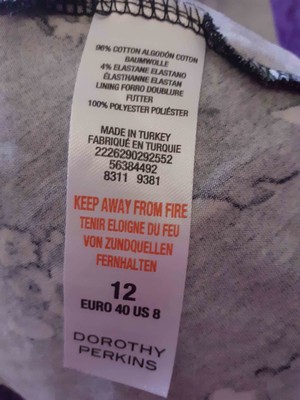 96% COTTON ALGODÓN COTON
BAUMWOLLE
4% ELASTANE ELASTANO
ÉLASTHANNE ELASTAN
LINING FORRO DOUBLURE
FUTTER
100% POLYESTER POLIÉSTER
MADE IN TURKEY
FABRIQUÉ EN TURQUIE
2226290292552
56384492
8311 9381
KEEP AWAY FROM FIRE
TENIR ELOIGNE DU FEU
VON ZUNDQUELLEN
FERNHALTEN
12
EURO 40 US 8
DOROTHY
PERKINS